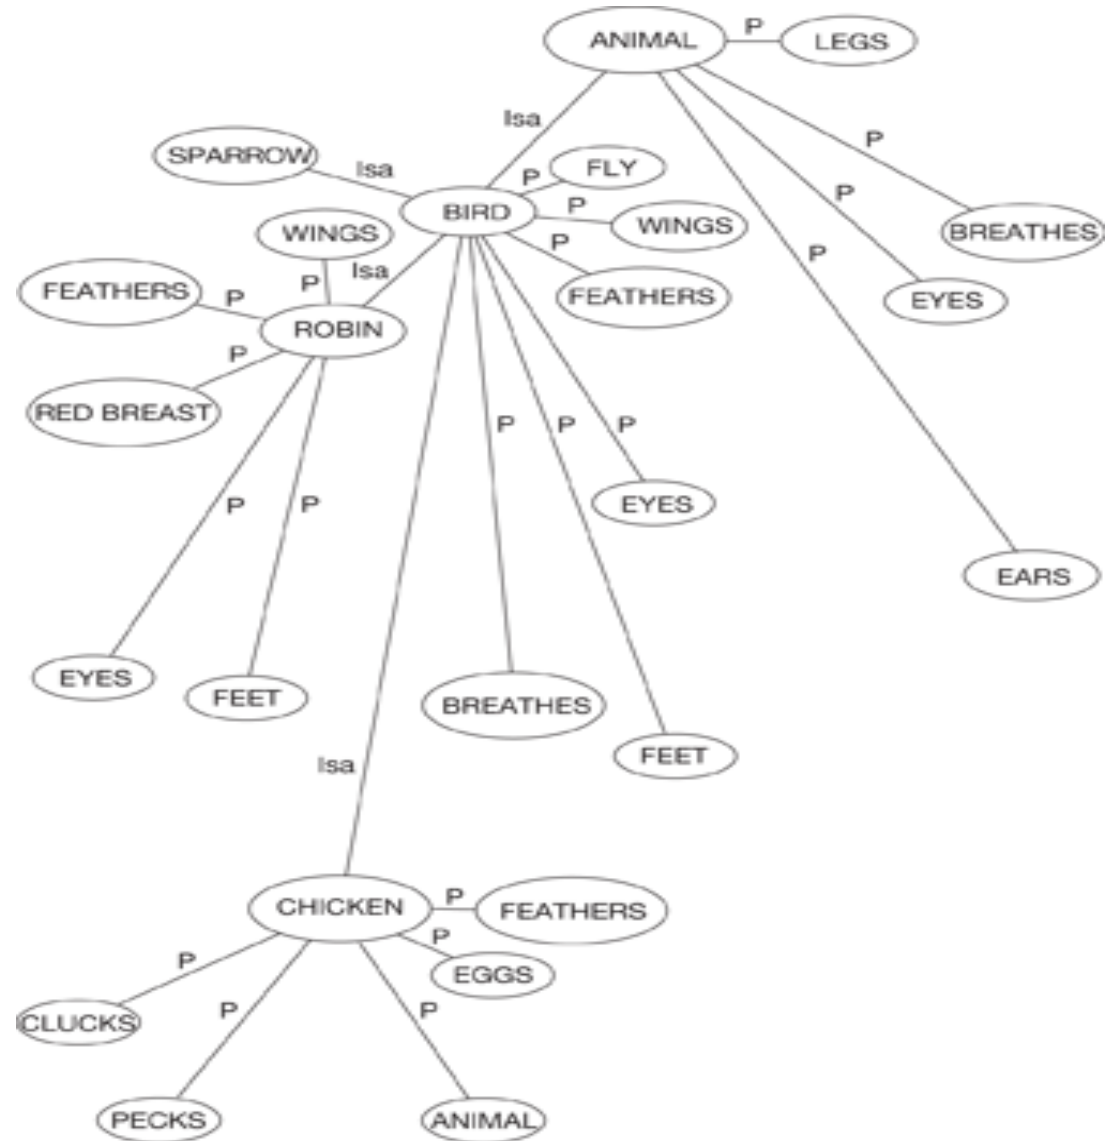 ANIMAL
P
LEGS
Isa
P
SPARROW
Isa
P
FLY
P
BIRD
P
WINGS
BREATHES
WINGS
P
P
Isa
P
FEATHERS
P
FEATHERS
EYES
P
ROBIN
P
RED BREAST
P
P
P
EYES
P
P
EARS
EYES
FEET
BREATHES
FEET
Isa
CHICKEN
P
FEATHERS
P
EGGS
P
CLUCKS
P
P
PECKS
ANIMAL